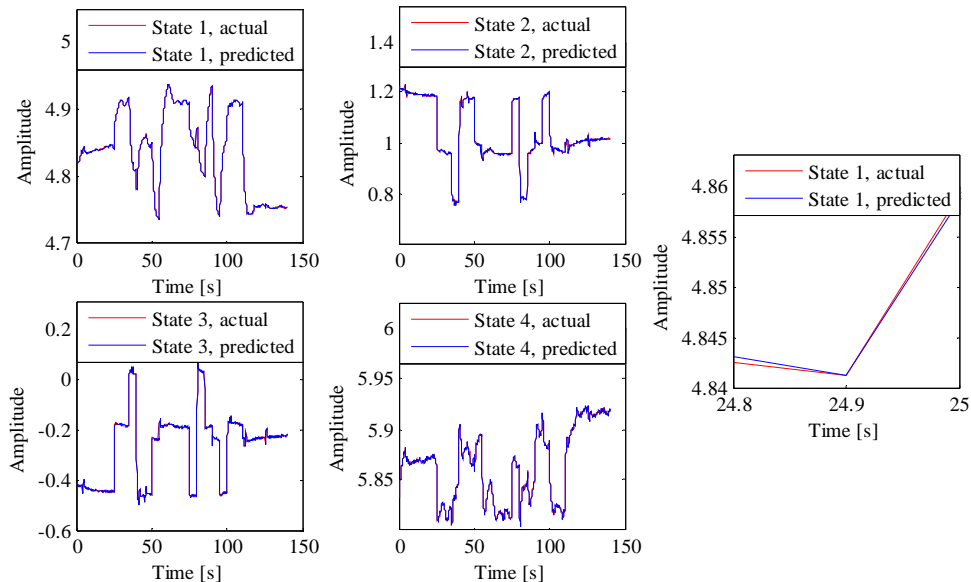 State 1, actual
State 1, predicted
5
4.9
4.8
4.7
Amplitude
0
50
100
150
Time [s]
State 2, actual
State 2, predicted
1.4
1.2
1
0.8
Amplitude
0
50
100
150
Time [s]
State 3, actual
State 3, predicted
0.2
0
-0.2
-0.4
-0.6
Amplitude
0
50
100
150
Time [s]
State 4, actual
State 4, predicted
6
5.95
5.9
5.85
5.8
Amplitude
0
50
100
150
Time [s]
State 1, actual
State 1, predicted
4.86
4.855
4.85
4.845
4.84
Amplitude
24.8
24.9
25
Time [s]